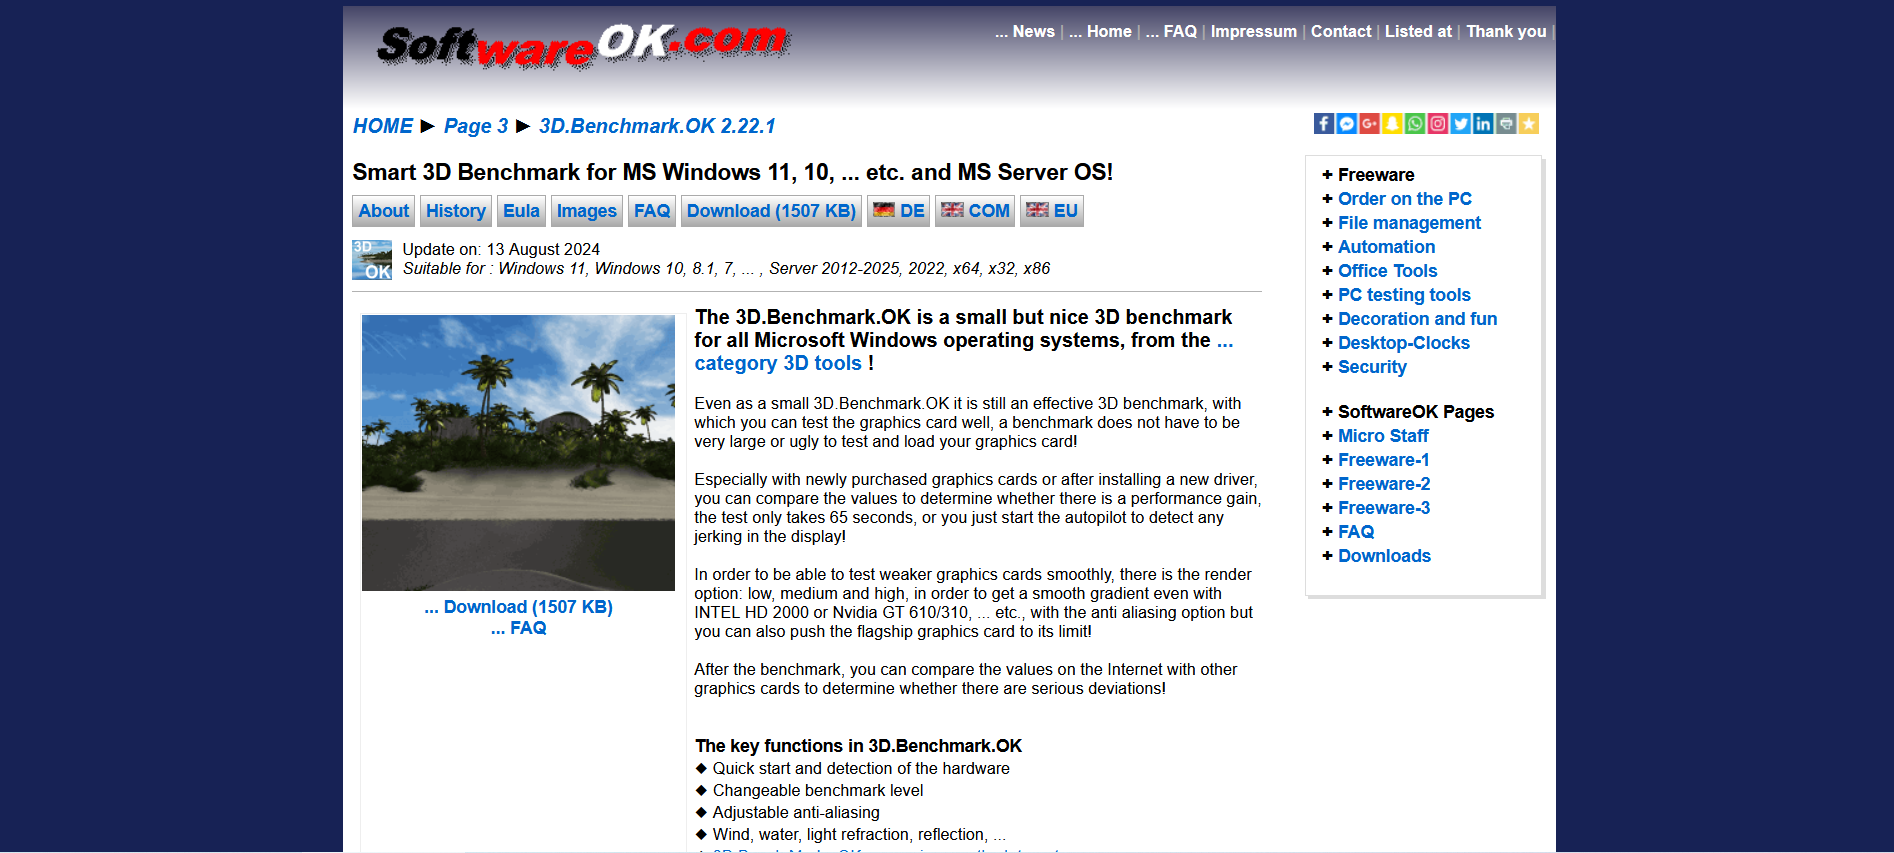 SoftwareOK.com
... News | ... Home | ... FAQ | Impressum | Contact | Listed at | Thank you |
HOME ► Page 3 ► 3D.Benchmark.OK 2.22.1
Smart 3D Benchmark for MS Windows 11, 10, ... etc. and MS Server OS!
About History Eula Images FAQ Download (1507 KB) DE COM EU
3D OK
Update on: 13 August 2024
Suitable for : Windows 11, Windows 10, 8.1, 7, ... , Server 2012-2025, 2022, x64, x32, x86
... Download (1507 KB)
... FAQ
The 3D.Benchmark.OK is a small but nice 3D benchmark
for all Microsoft Windows operating systems, from the ...
category 3D tools !
Even as a small 3D.Benchmark.OK it is still an effective 3D benchmark, with
which you can test the graphics card well, a benchmark does not have to be
very large or ugly to test and load your graphics card!
Especially with newly purchased graphics cards or after installing a new driver,
you can compare the values to determine whether there is a performance gain,
the test only takes 65 seconds, or you just start the autopilot to detect any
jerking in the display!
In order to be able to test weaker graphics cards smoothly, there is the render
option: low, medium and high, in order to get a smooth gradient even with
INTEL HD 2000 or Nvidia GT 610/310, ... etc., with the anti aliasing option but
you can also push the flagship graphics card to its limit!
After the benchmark, you can compare the values on the Internet with other
graphics cards to determine whether there are serious deviations!
The key functions in 3D.Benchmark.OK
◆ Quick start and detection of the hardware
◆ Changeable benchmark level
◆ Adjustable anti-aliasing
◆ Wind, water, light refraction, reflection, ...
+ Freeware
+ Order on the PC
+ File management
+ Automation
+ Office Tools
+ PC testing tools
+ Decoration and fun
+ Desktop-Clocks
+ Security
+ SoftwareOK Pages
+ Micro Staff
+ Freeware-1
+ Freeware-2
+ Freeware-3
+ FAQ
+ Downloads